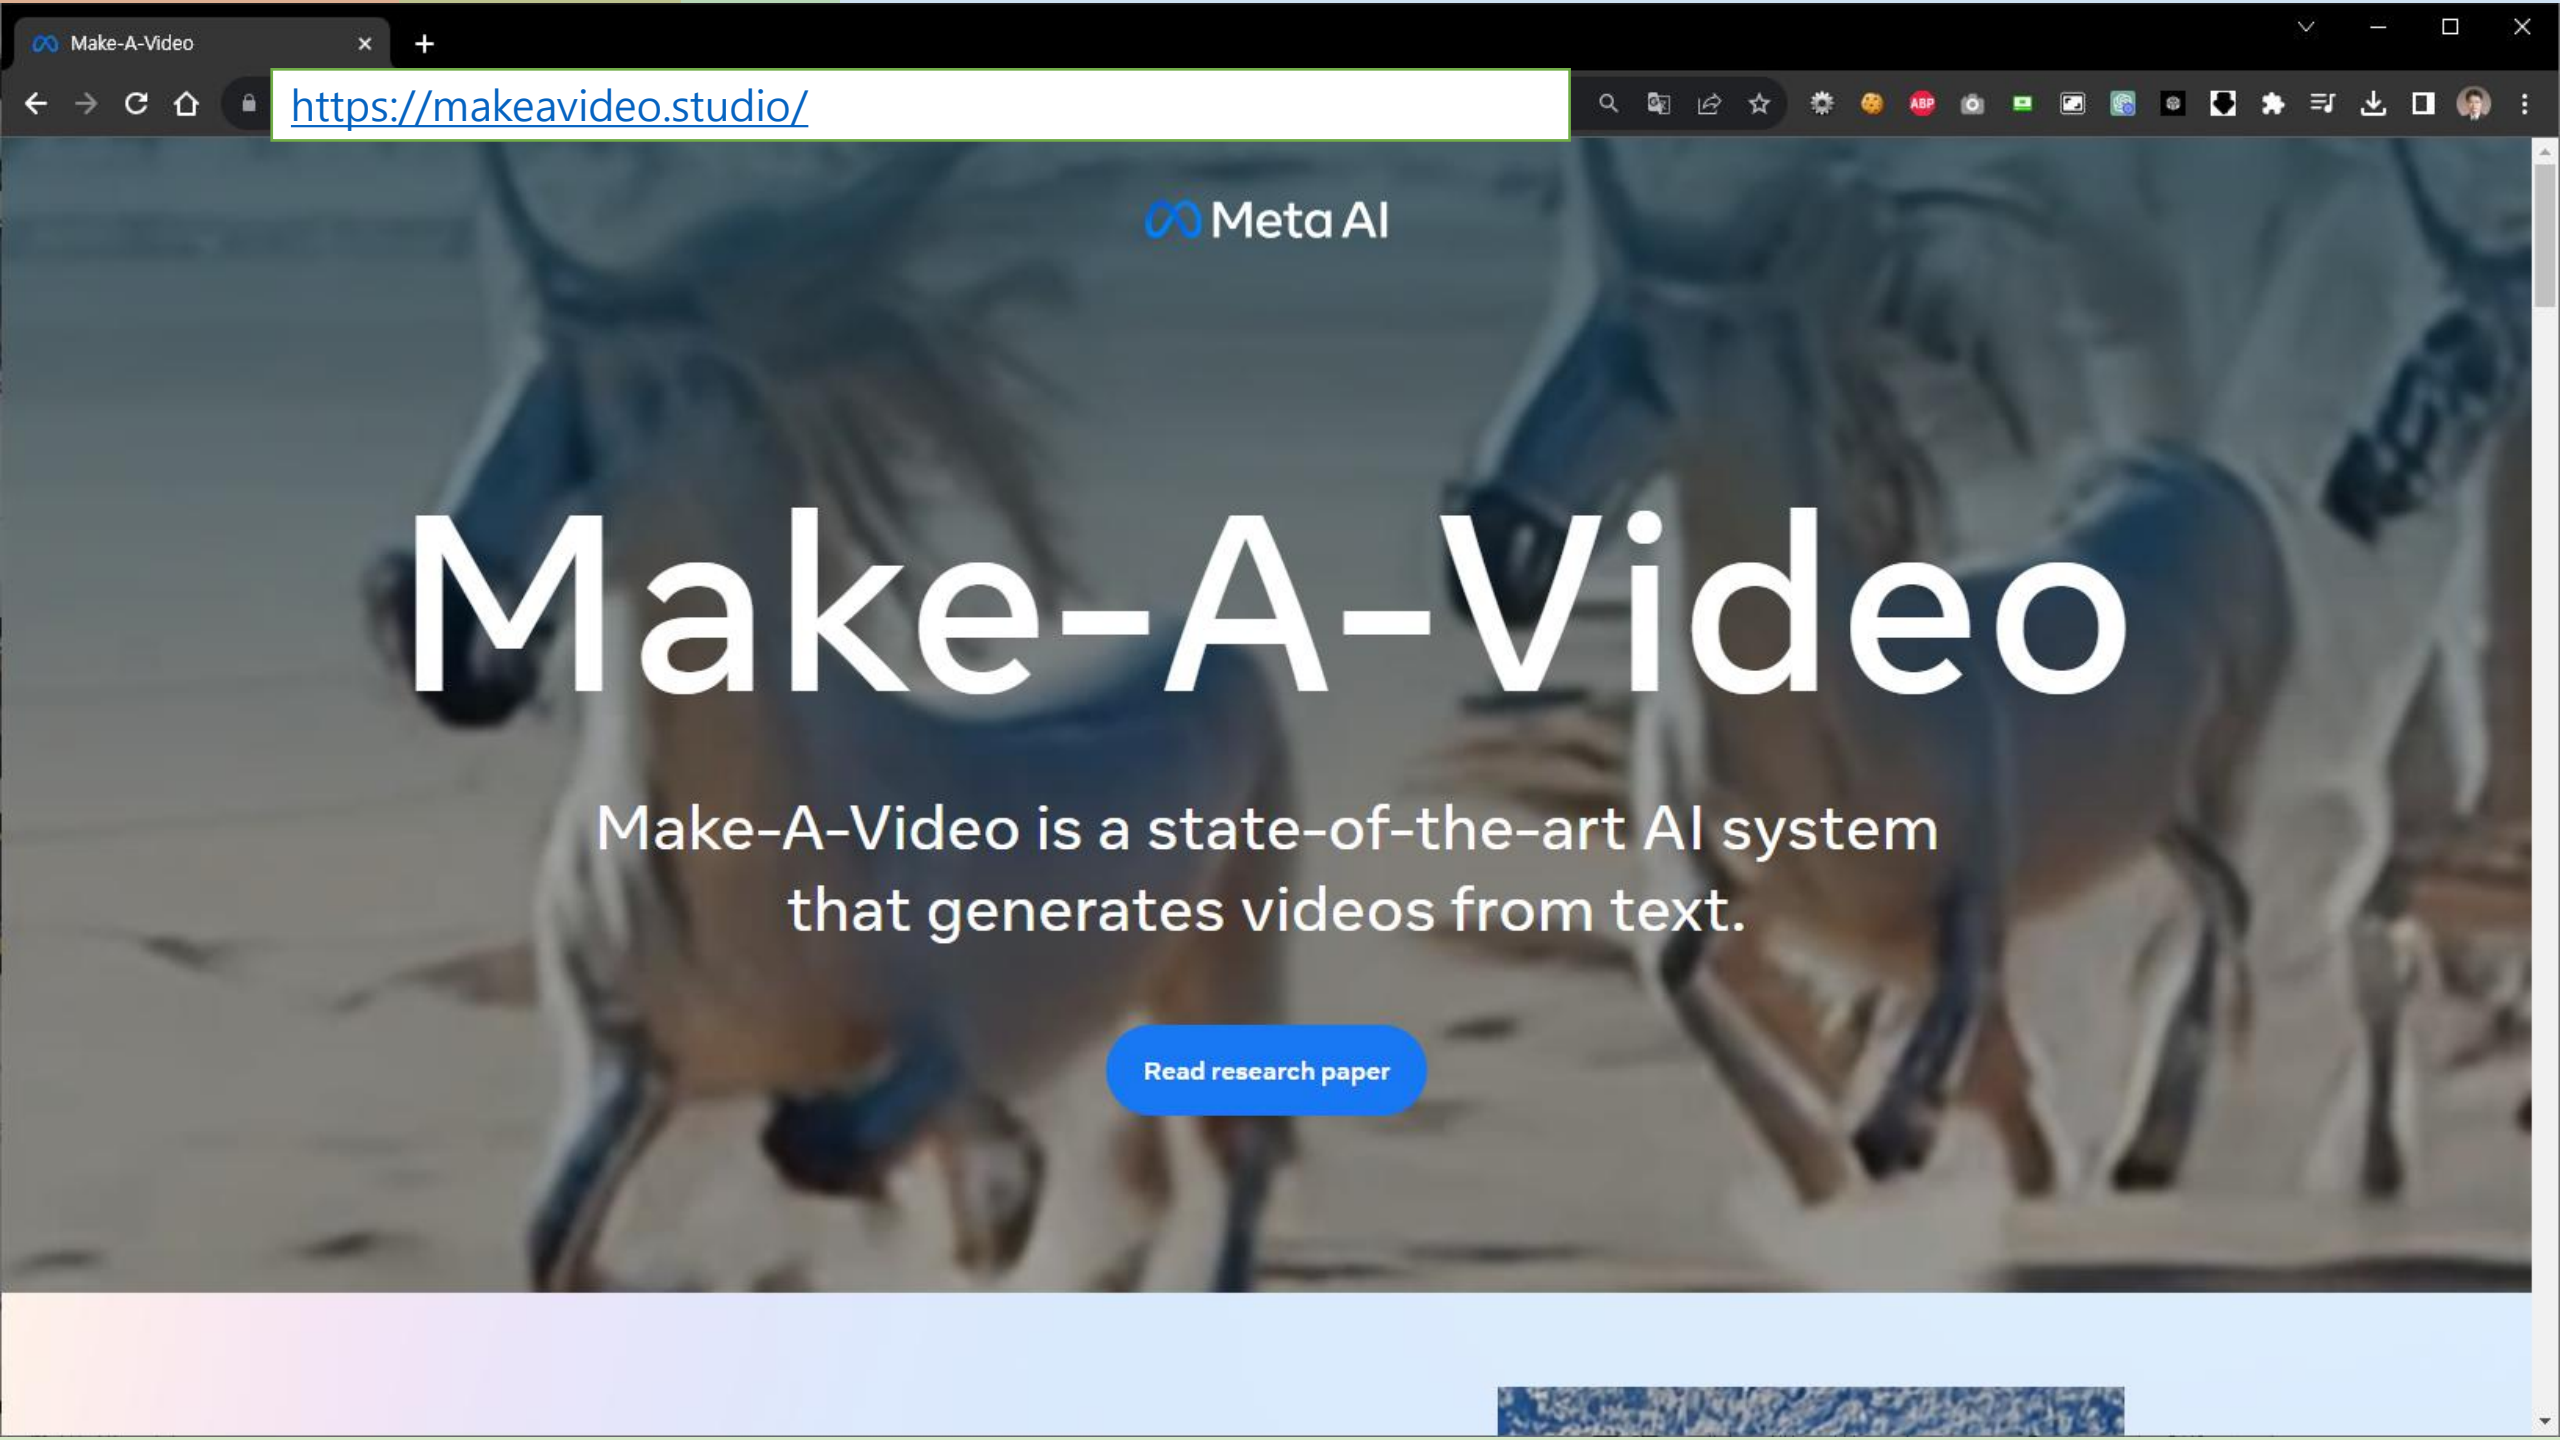 Make-A-Video
https://makeavideo.studio/
ABP
Meta AI
Make-A-Video
Make-A-Video is a state-of-the-art AI system
that generates videos from text.
Read research paper